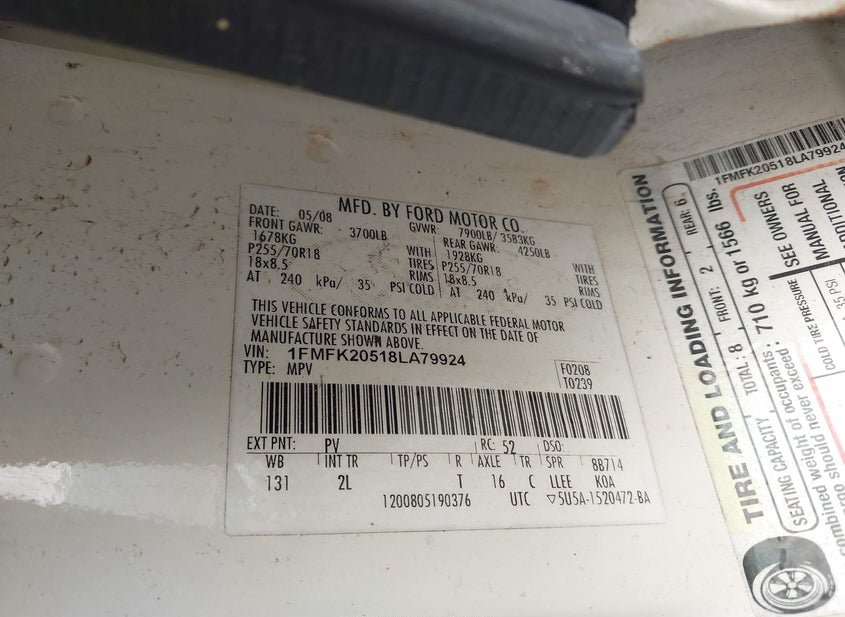 MFD. BY FORD MOTOR CO.
DATE: 05/08 GVWR: 7900LB/ 3583KG
FRONT GAWR: 3700LB REAR GAWR: 4250LB
1678KG WITH 1928KG WITH
P255/70R18 TIRES P255/70R18 TIRES
18x8.5 RIMS 18x8.5 RIMS
AT 240 kPa/ 35 PSI COLD AT 240 kPa/ 35 PSI COLD
THIS VEHICLE CONFORMS TO ALL APPLICABLE FEDERAL MOTOR
VEHICLE SAFETY STANDARDS IN EFFECT ON THE DATE OF
MANUFACTURE SHOWN ABOVE.
VIN: 1FMFK20518LA79924
TYPE: MPV
F0208
T0239
EXT PNT: PV RC: 52 DSO:
WB INT TR TP/PS R AXLE TR SPR 8B714
131 2L T 16 C LLEE KOA
1200805190376 UTC ▽5U5A-1520472-BA
TIRE AND LOADING INFORMATION
SEATING CAPACITY TOTAL: 8 FRONT: 2 REAR: 6
combined weight of occupants: 710 kg or 1566 lbs.
should never exceed:
COLD TIRE PRESSURE
35 PSI
SEE OWNERS
MANUAL FOR
1FMFK20518LA79924